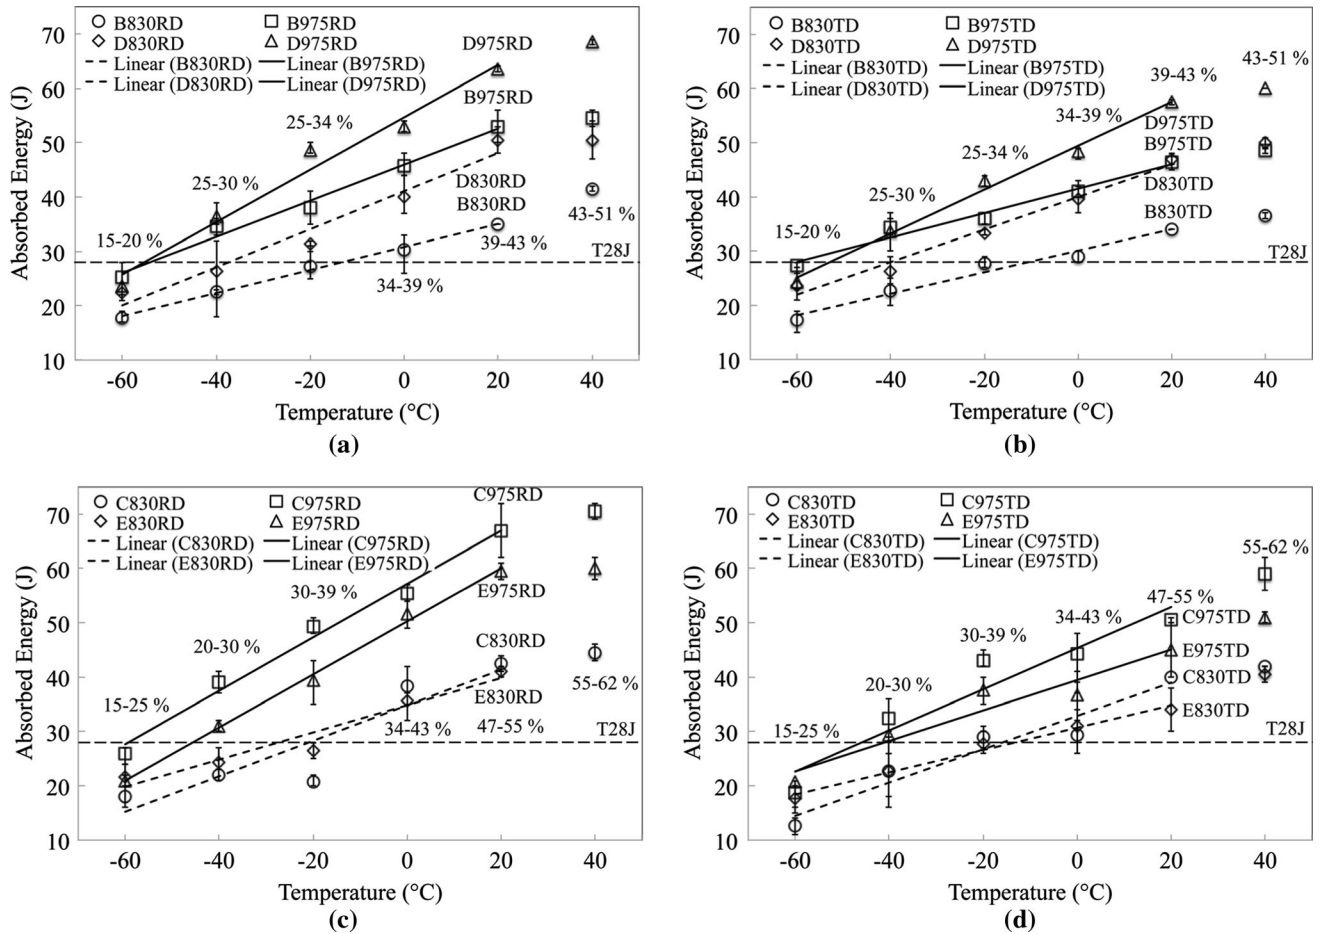 B830RD B975RD
D830RD D975RD
Linear (B830RD) Linear (B975RD)
Linear (D830RD) Linear (D975RD)
D975RD
B975RD
25-34 %
25-30 %
D830RD
B830RD
43-51 %
15-20 %
39-43 %
T28J
34-39 %
70
60
50
40
30
20
10
Absorbed Energy (J)
-60 -40 -20 0 20 40
Temperature (°C)
(a)
B830TD B975TD
D830TD D975TD
Linear (B830TD) Linear (B975TD)
Linear (D830TD) Linear (D975TD)
43-51 %
39-43 %
34-39 %
D975TD
B975TD
25-34 %
D830TD
25-30 %
B830TD
15-20 %
T28J
70
60
50
40
30
20
10
Absorbed Energy (J)
-60 -40 -20 0 20 40
Temperature (°C)
(b)
C830RD C975RD
E830RD E975RD
Linear (C830RD) Linear (C975RD)
Linear (E830RD) Linear (E975RD)
C975RD
30-39 %
E975RD
20-30 %
C830RD
55-62 %
E830RD
15-25 %
34-43 % 47-55 % T28J
70
60
50
40
30
20
10
Absorbed Energy (J)
-60 -40 -20 0 20 40
Temperature (°C)
(c)
C830TD C975TD
E830TD E975TD
Linear (C830TD) Linear (C975TD)
Linear (E830TD) Linear (E975TD)
55-62 %
47-55 %
34-43 %
C975TD
30-39 %
E975TD
20-30 %
C830TD
E830TD
15-25 %
T28J
70
60
50
40
30
20
10
Absorbed Energy (J)
-60 -40 -20 0 20 40
Temperature (°C)
(d)